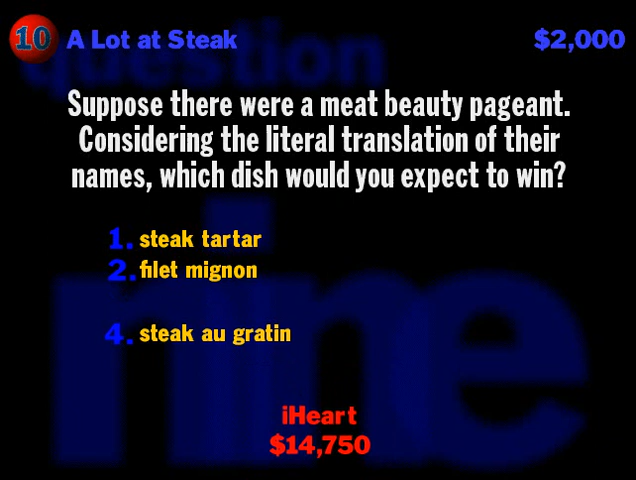 10 A Lot at Steak $2,000
question
Suppose there were a meat beauty pageant.
Considering the literal translation of their
names, which dish would you expect to win?
1. steak tartar
2. filet mignon
4. steak au gratin
nine
iHeart
$14,750